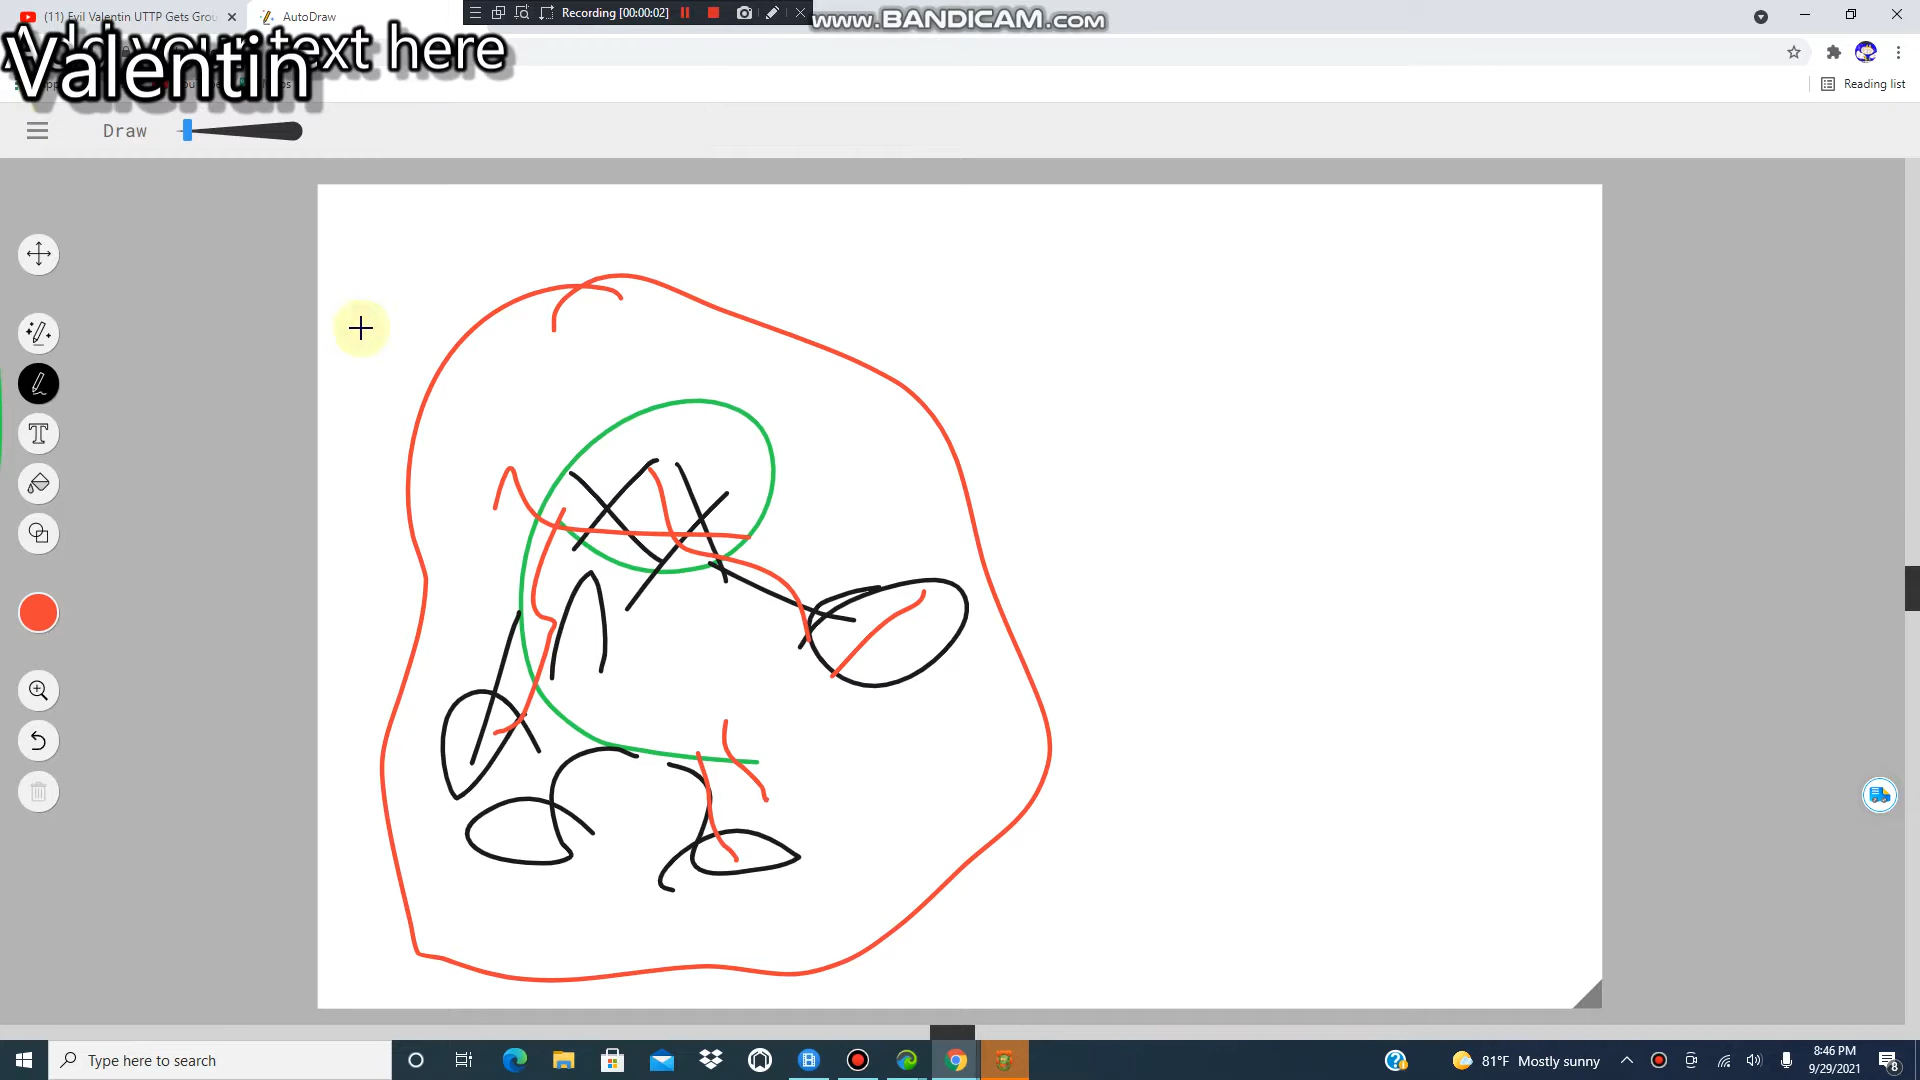 (11) Evil Valentin UTTP Gets Grou
AutoDraw
Recording [00:00:02]
www.BANDICAM.com
your text here
Valentin
Reading list
Draw
Type here to search
81°F Mostly sunny
8:46 PM
9/29/2021
8